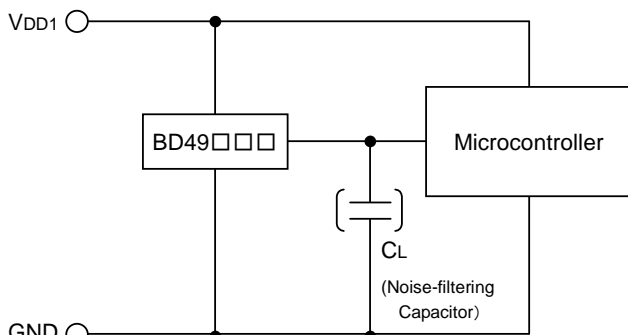 VDD1
BD49□□□
Microcontroller
CL
(Noise-filtering
Capacitor）
GND